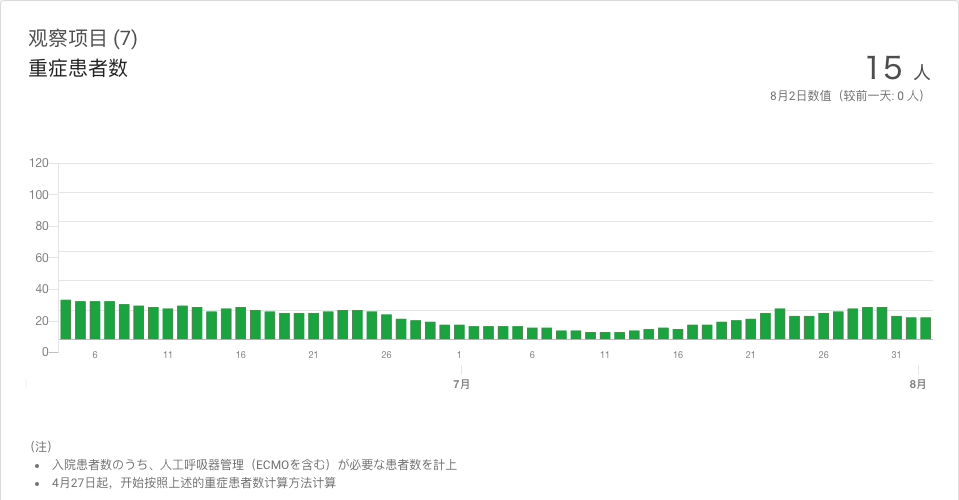 观察项目 (7)
重症患者数
15 人
8月2日数值（较前一天: 0 人）
120
100
80
60
40
20
0
6 11 16 21 26 1 6 11 16 21 26 31
7月 8月
（注）
• 入院患者数のうち、人工呼吸器管理（ECMOを含む）が必要な患者数を計上
• 4月27日起，开始按照上述的重症患者数计算方法计算